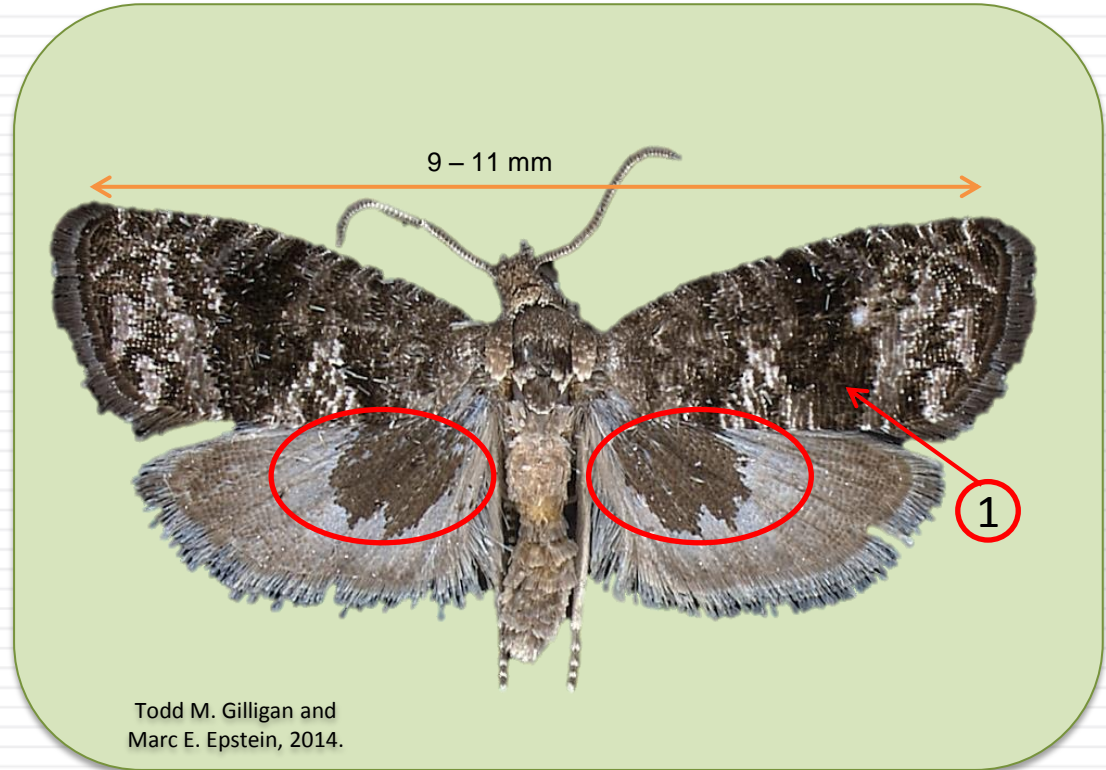 9 – 11 mm
1
Todd M. Gilligan and
Marc E. Epstein, 2014.